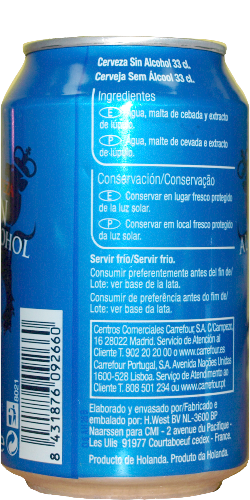 Cerveza Sin Alcohol 33 cl.
Cerveja Sem Álcool 33 cl.
Ingredientes
E Agua, malta de cebada y extracto
de lúpulo.
P Água, malte de cevada e extracto
de lúpulo.
Conservación/Conservação
E Conservar en lugar fresco protegido
de la luz solar.
P Conservar em local fresco protegido
da luz solar.
Servir frío/Servir frio.
Consumir preferentemente antes del fin de/
Lote: ver base de la lata.
Consumir de preferência antes do fim de/
Lote: ver base da lata.
Centros Comerciales Carrefour, S.A. C/Campezo,
16 28022 Madrid. Servicio de Atención al
Cliente T. 902 20 20 00 o www.carrefour.es
Carrefour Portugal, S.A. Avenida das Nações Unidas
1600-528 Lisboa. Serviço de Atendimento ao
Cliente T. 808 501 234 ou www.carrefour.pt
Elaborado y envasado por/Fabricado e
embalado por: H.West BV NL-3600 BP
Naarssen para CMI - 2 avenue du Pacifique -
Les Ulis 91977 Courtaboeuf cedex - France.
Producto de Holanda. Produto da Holanda.
8 431876 092660